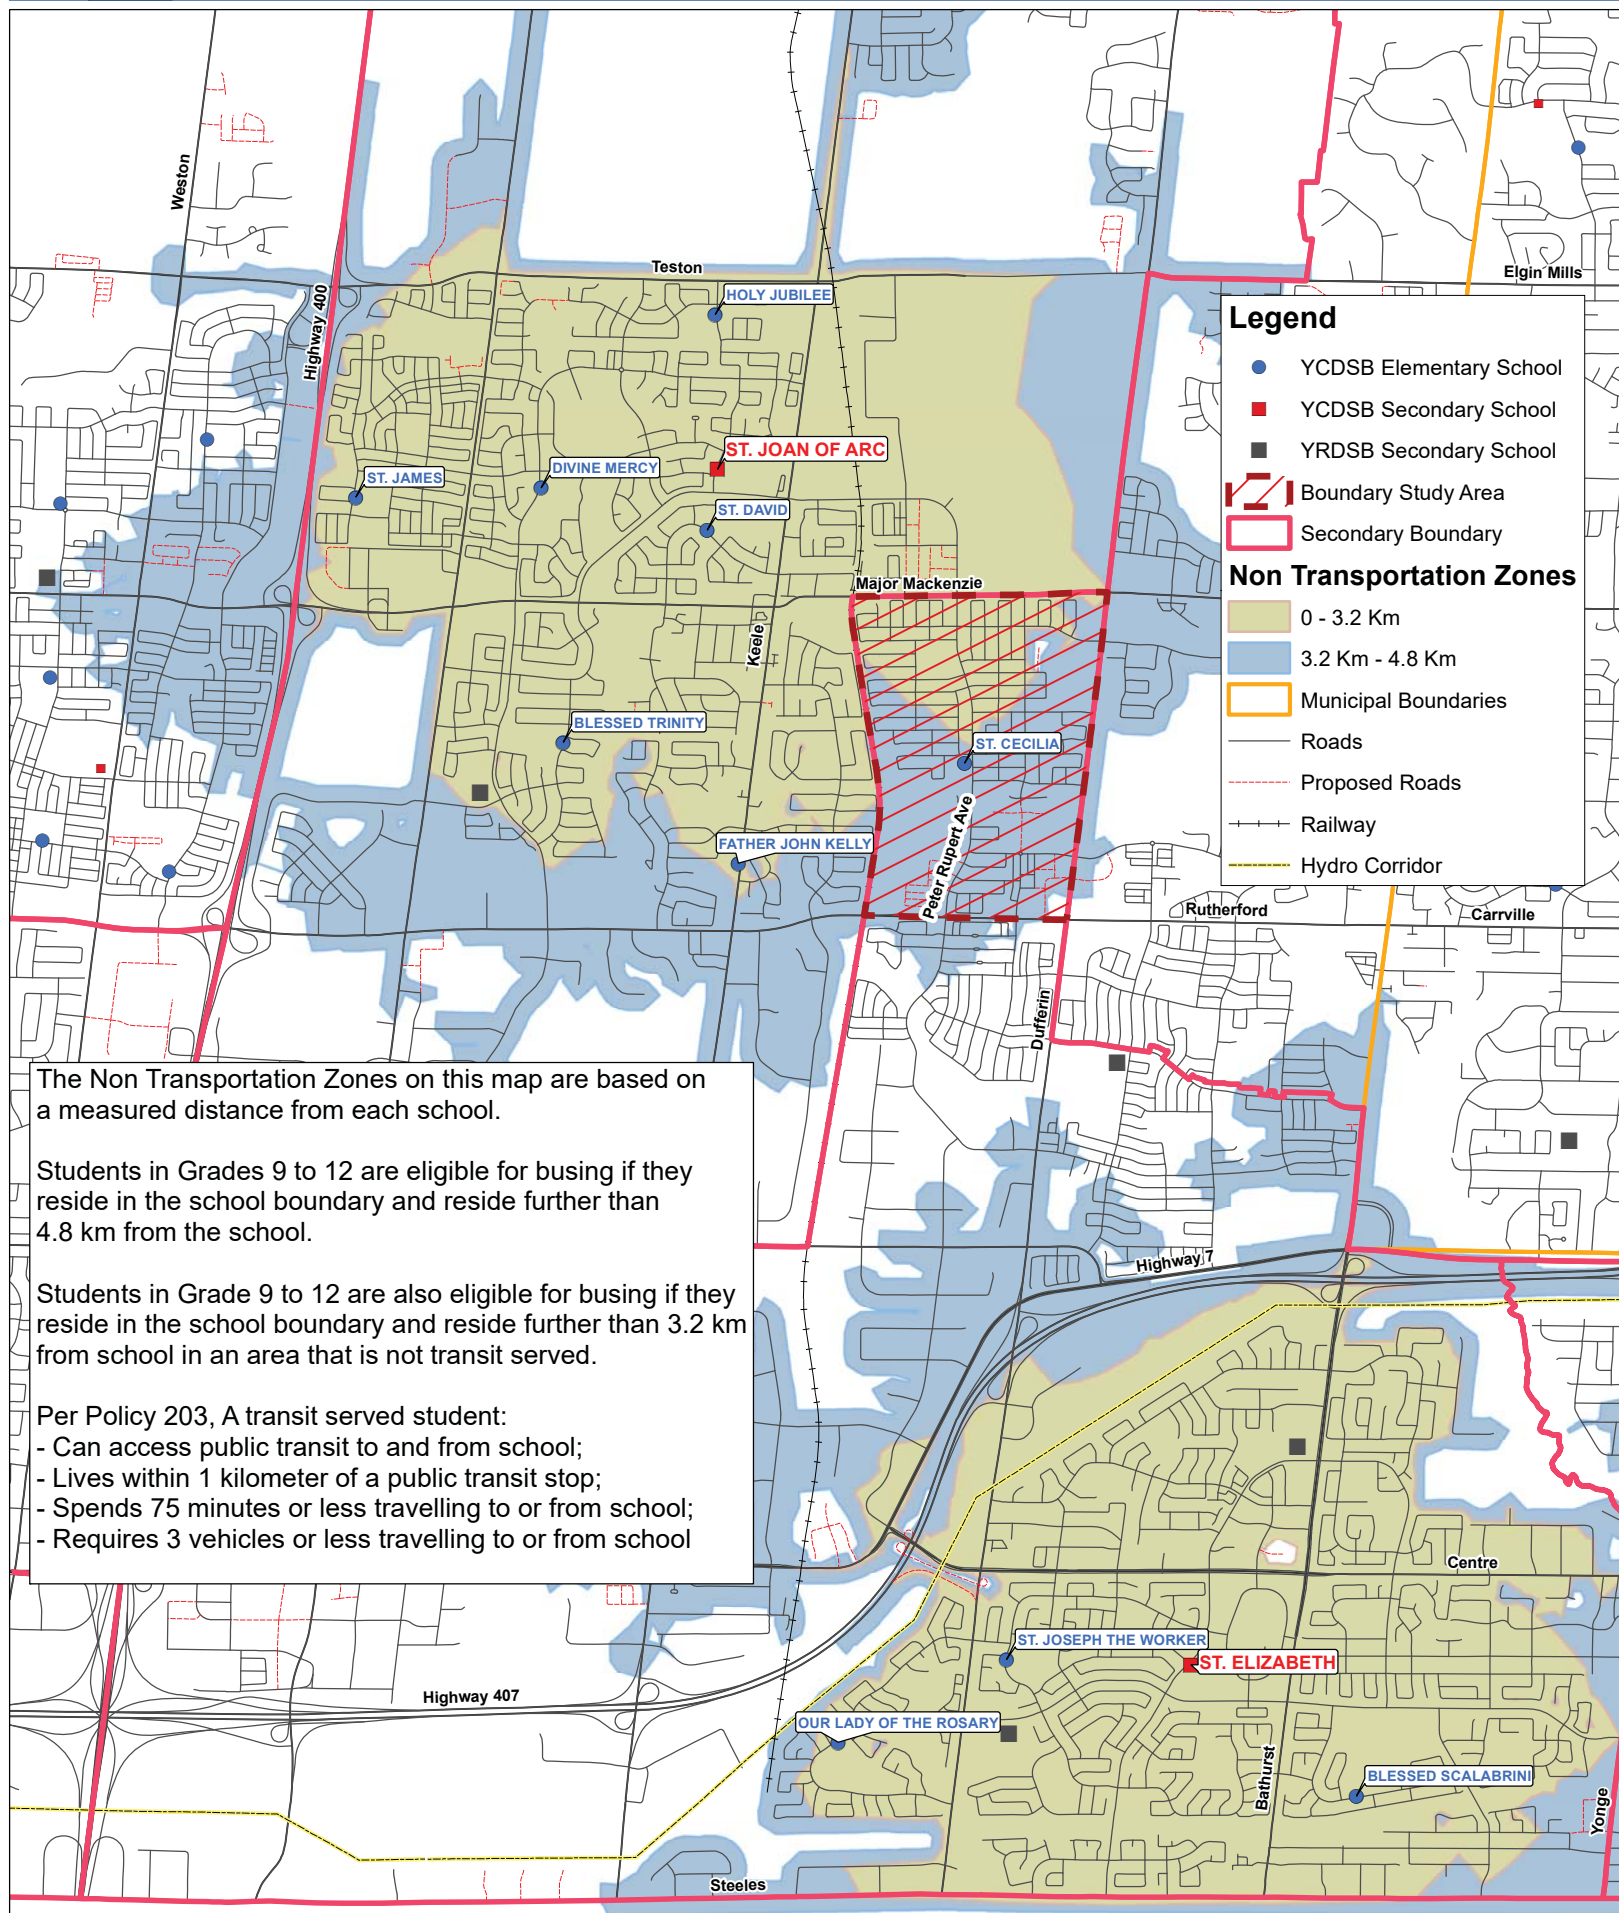 Weston
Highway 400
Teston
Elgin Mills
HOLY JUBILEE
ST. JOAN OF ARC
DIVINE MERCY
ST. JAMES
ST. DAVID
Major Mackenzie
Keele
BLESSED TRINITY
ST. CECILIA
Peter Rupert Ave
FATHER JOHN KELLY
Rutherford
Carrville
Dufferin
Legend
YCDSB Elementary School
YCDSB Secondary School
YRDSB Secondary School
Boundary Study Area
Secondary Boundary
Non Transportation Zones
0 - 3.2 Km
3.2 Km - 4.8 Km
Municipal Boundaries
Roads
Proposed Roads
Railway
Hydro Corridor
The Non Transportation Zones on this map are based on
a measured distance from each school.
Students in Grades 9 to 12 are eligible for busing if they
reside in the school boundary and reside further than
4.8 km from the school.
Students in Grade 9 to 12 are also eligible for busing if they
reside in the school boundary and reside further than 3.2 km
from school in an area that is not transit served.
Per Policy 203, A transit served student:
- Can access public transit to and from school;
- Lives within 1 kilometer of a public transit stop;
- Spends 75 minutes or less travelling to or from school;
- Requires 3 vehicles or less travelling to or from school
Highway 7
Centre
ST. JOSEPH THE WORKER
ST. ELIZABETH
Highway 407
OUR LADY OF THE ROSARY
Bathurst
BLESSED SCALABRINI
Yonge
Steeles